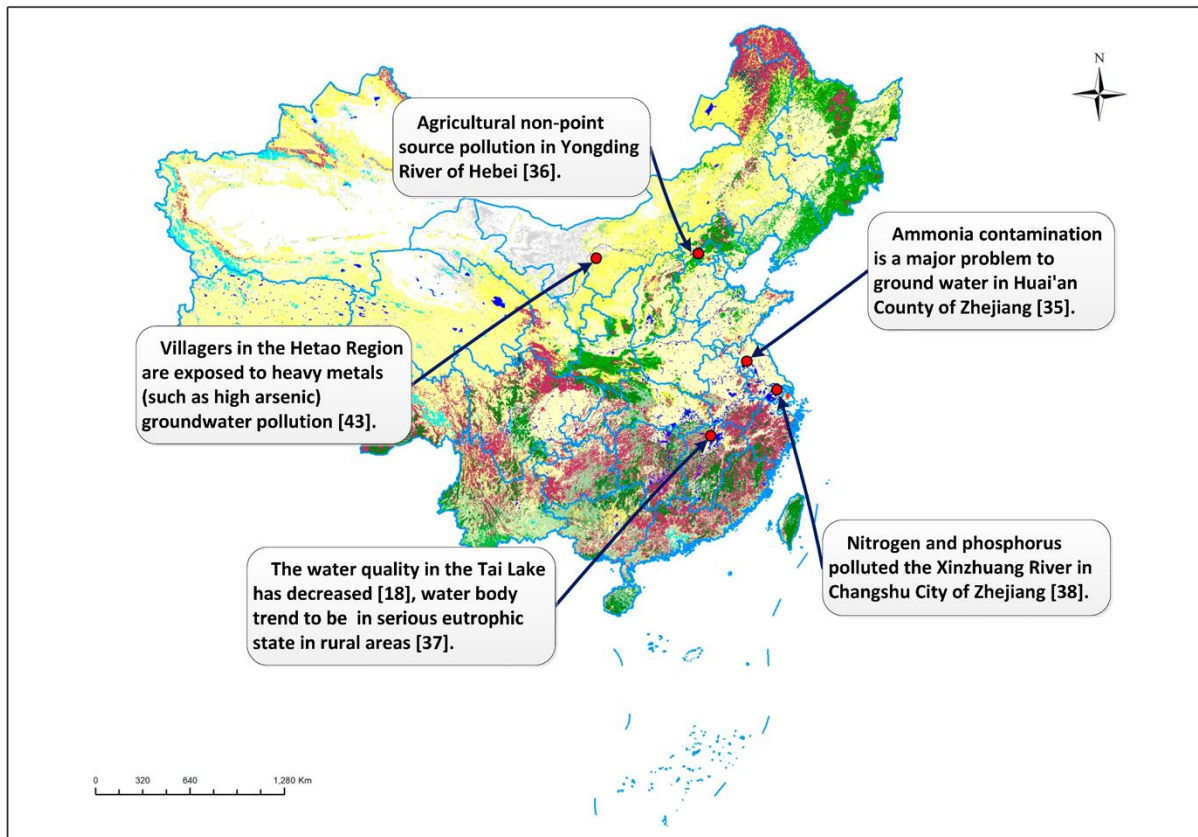 N
Agricultural non-point
source pollution in Yongding
River of Hebei [36].
Ammonia contamination
is a major problem to
ground water in Huai'an
County of Zhejiang [35].
Villagers in the Hetao Region
are exposed to heavy metals
(such as high arsenic)
groundwater pollution [43].
The water quality in the Tai Lake
has decreased [18], water body
trend to be in serious eutrophic
state in rural areas [37].
Nitrogen and phosphorus
polluted the Xinzhuang River in
Changshu City of Zhejiang [38].
0 320 640 1,280 Km